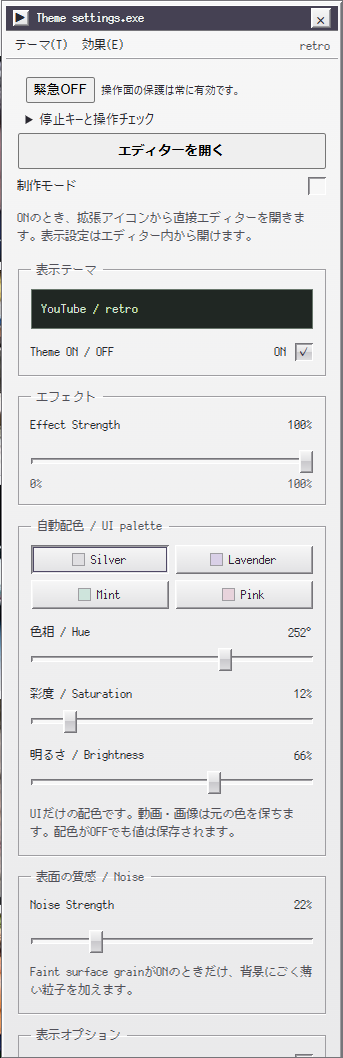 Theme settings.exe
テーマ(T) 効果(E) retro
緊急OFF 操作面の保護は常に有効です。
▶ 停止キーと操作チェック
エディターを開く
制作モード
ONのとき、拡張アイコンから直接エディターを開きま
す。表示設定はエディター内から開けます。
表示テーマ
YouTube / retro
Theme ON / OFF ON
エフェクト
Effect Strength 100%
0% 100%
自動配色 / UI palette
Silver Lavender
Mint Pink
色相 / Hue 252°
彩度 / Saturation 12%
明るさ / Brightness 66%
UIだけの配色です。動画・画像は元の色を保ちま
す。配色がOFFでも値は保存されます。
表面の質感 / Noise
Noise Strength 22%
Faint surface grainがONのときだけ、背景にごく薄
い粒子を加えます。
表示オプション